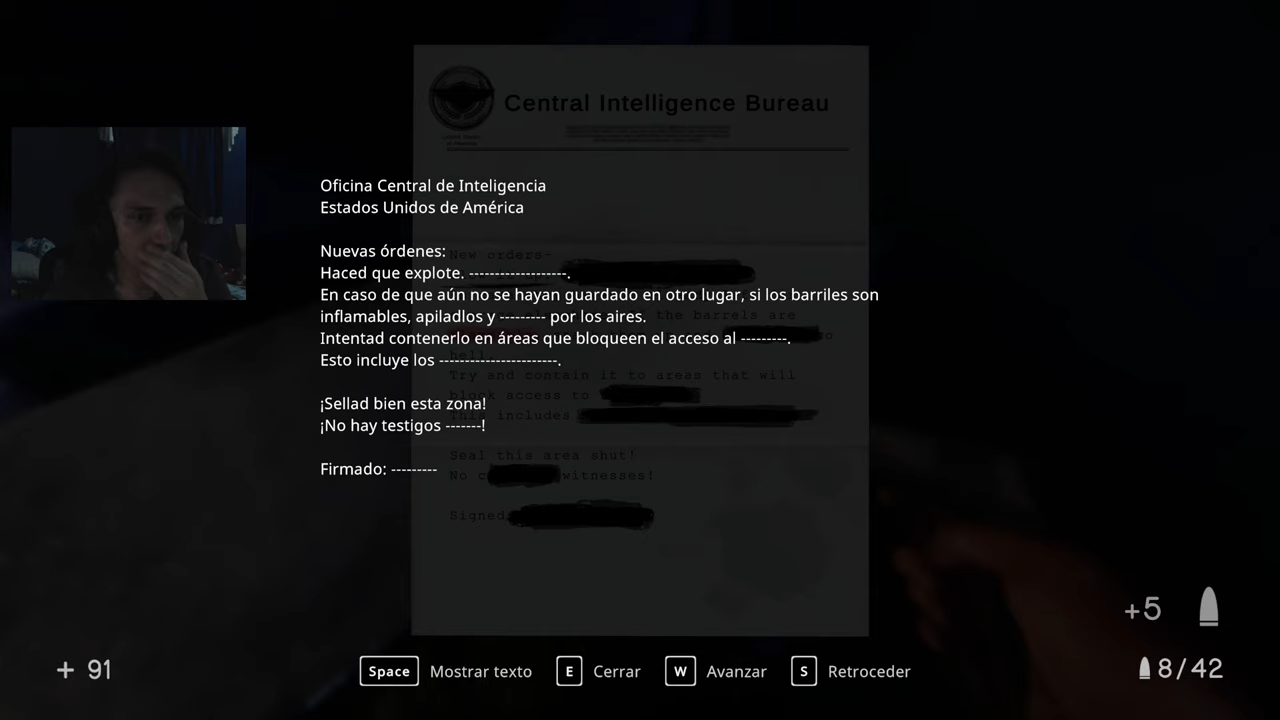 Central Intelligence Bureau
Oficina Central de Inteligencia
Estados Unidos de América
Nuevas órdenes:
New orders-
Haced que explote. -------------------.
En caso de que aún no se hayan guardado en otro lugar, si los barriles son
the barrels are
inflamables, apiladlos y --------- por los aires.
Intentad contenerlo en áreas que bloqueen el acceso al ---------.
hell
Esto incluye los -----------------------.
Try and contain it to areas that will
block access to
This includes
¡Sellad bien esta zona!
¡No hay testigos -------!
Seal this area shut!
No witnesses!
Firmado: ---------
Signed
+5
+ 91
Space Mostrar texto E Cerrar W Avanzar S Retroceder
8/42